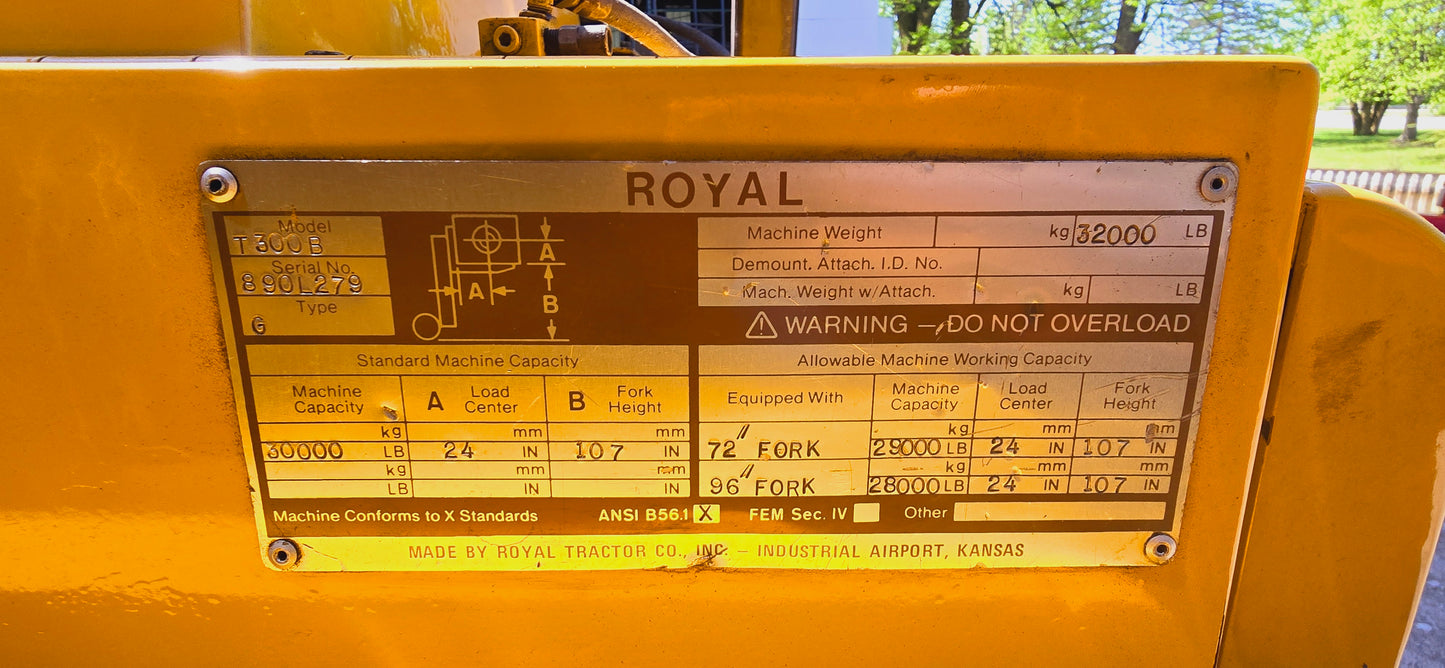 ROYAL
Model
T300B
Serial No.
890L279
Type
G
A
A
B
Machine Weight kg 32000 LB
Demount. Attach. I.D. No.
Mach. Weight w/Attach. kg LB
⚠ WARNING – DO NOT OVERLOAD
Standard Machine Capacity
Machine Capacity A Load Center B Fork Height
kg mm mm
30000 LB 24 IN 107 IN
kg mm mm
LB IN IN
Allowable Machine Working Capacity
Equipped With Machine Capacity Load Center Fork Height
kg mm mm
72" FORK 29000 LB 24 IN 107 IN
kg mm mm
96" FORK 28000 LB 24 IN 107 IN
Machine Conforms to X Standards ANSI B56.1 X FEM Sec. IV Other
MADE BY ROYAL TRACTOR CO., INC. – INDUSTRIAL AIRPORT, KANSAS